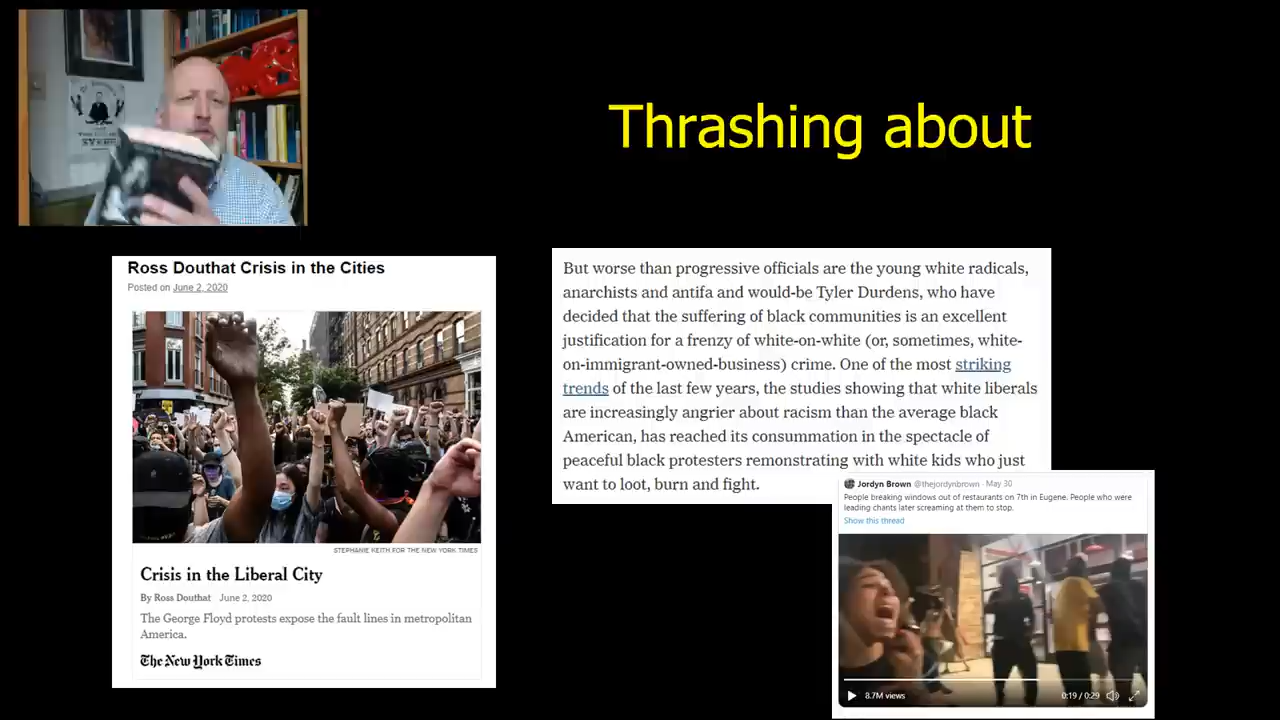 Thrashing about
Ross Douthat Crisis in the Cities
Posted on June 2, 2020
STEPHANIE KEITH FOR THE NEW YORK TIMES
Crisis in the Liberal City
By Ross Douthat June 2, 2020
The George Floyd protests expose the fault lines in metropolitan
America.
The New York Times
But worse than progressive officials are the young white radicals,
anarchists and antifa and would-be Tyler Durdens, who have
decided that the suffering of black communities is an excellent
justification for a frenzy of white-on-white (or, sometimes, white-
on-immigrant-owned-business) crime. One of the most striking
trends of the last few years, the studies showing that white liberals
are increasingly angrier about racism than the average black
American, has reached its consummation in the spectacle of
peaceful black protesters remonstrating with white kids who just
want to loot, burn and fight.
Jordyn Brown @thejordynbrown · May 30
People breaking windows out of restaurants on 7th in Eugene. People who were
leading chants later screaming at them to stop.
Show this thread
8.7M views
0:19 / 0:29